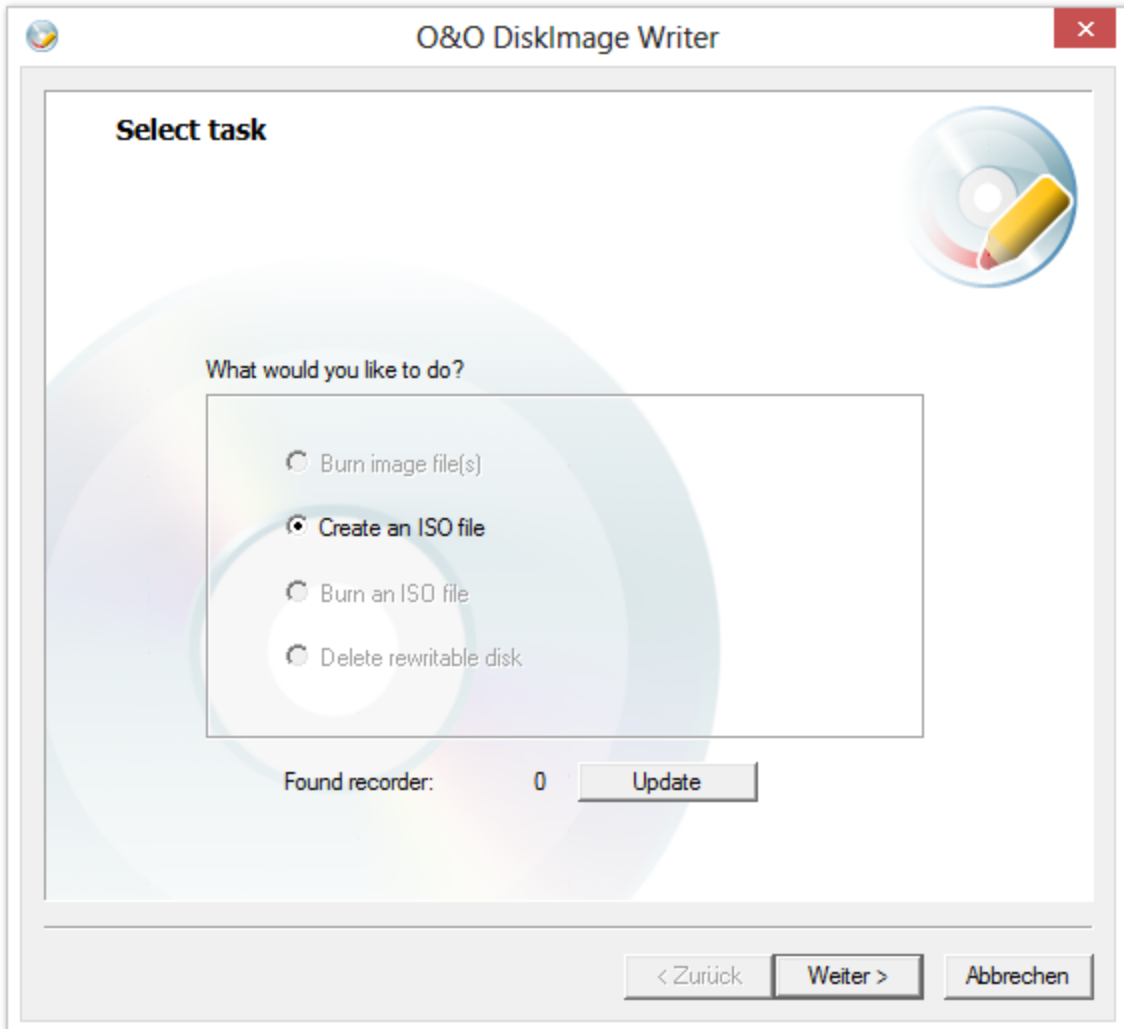 O&O DiskImage Writer
Select task
What would you like to do?
Burn image file(s)
Create an ISO file
Burn an ISO file
Delete rewritable disk
Found recorder: 0 Update
< Zurück Weiter > Abbrechen